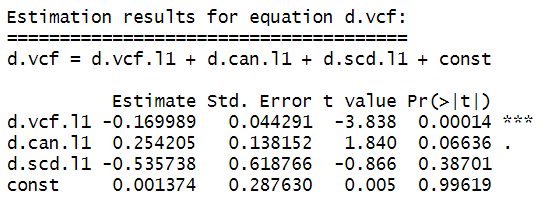 Estimation results for equation d.vcf:
======================================
d.vcf = d.vcf.l1 + d.can.l1 + d.scd.l1 + const
Estimate Std. Error t value Pr(>|t|)
d.vcf.l1 -0.169989 0.044291 -3.838 0.00014 ***
d.can.l1 0.254205 0.138152 1.840 0.06636 .
d.scd.l1 -0.535738 0.618766 -0.866 0.38701
const 0.001374 0.287630 0.005 0.99619